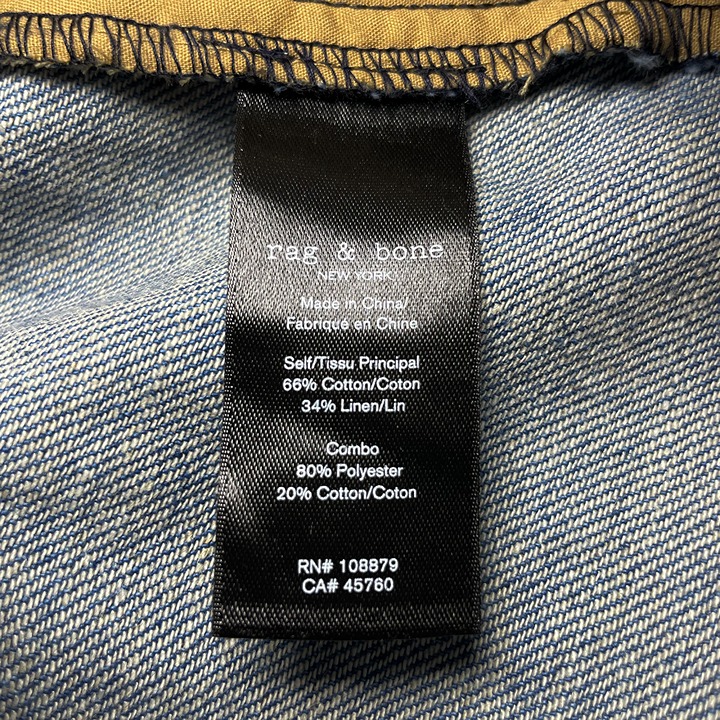 rag & bone
NEW YORK
Made in China/
Fabriqué en Chine
Self/Tissu Principal
66% Cotton/Coton
34% Linen/Lin
Combo
80% Polyester
20% Cotton/Coton
RN# 108879
CA# 45760